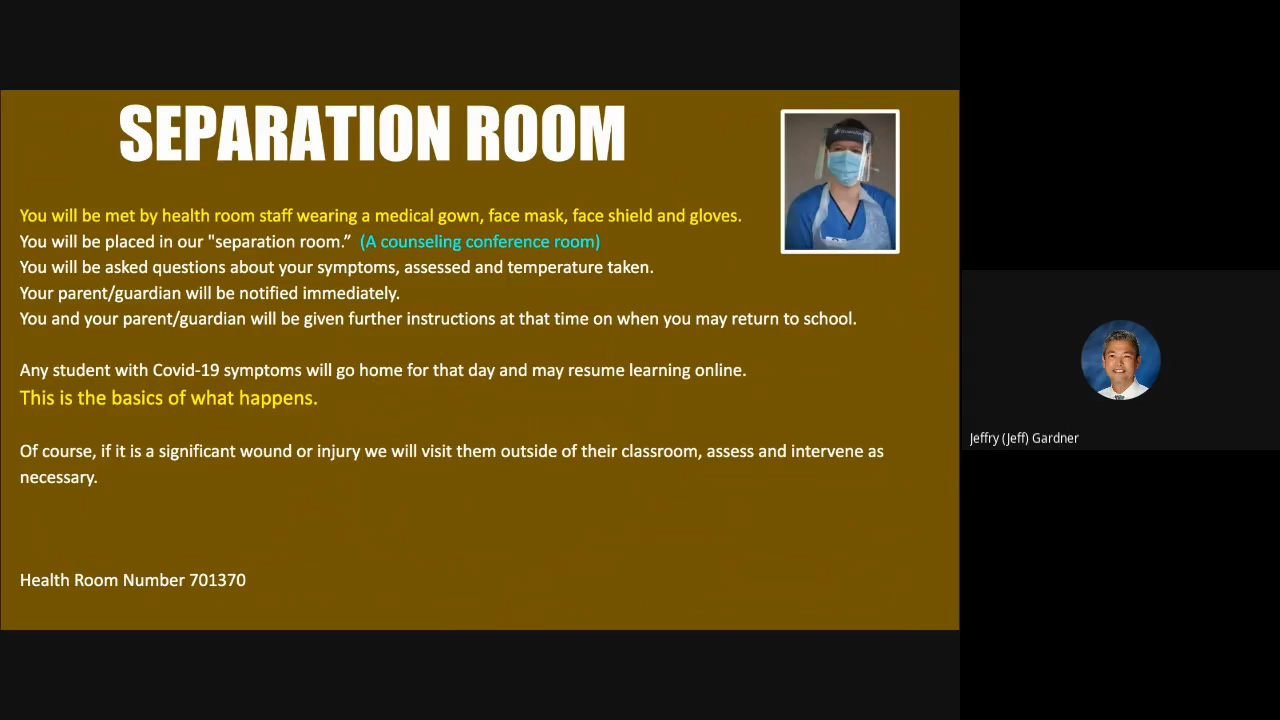 SEPARATION ROOM
You will be met by health room staff wearing a medical gown, face mask, face shield and gloves.
You will be placed in our "separation room.” (A counseling conference room)
You will be asked questions about your symptoms, assessed and temperature taken.
Your parent/guardian will be notified immediately.
You and your parent/guardian will be given further instructions at that time on when you may return to school.
Any student with Covid-19 symptoms will go home for that day and may resume learning online.
This is the basics of what happens.
Of course, if it is a significant wound or injury we will visit them outside of their classroom, assess and intervene as
necessary.
Health Room Number 701370
Jeffry (Jeff) Gardner